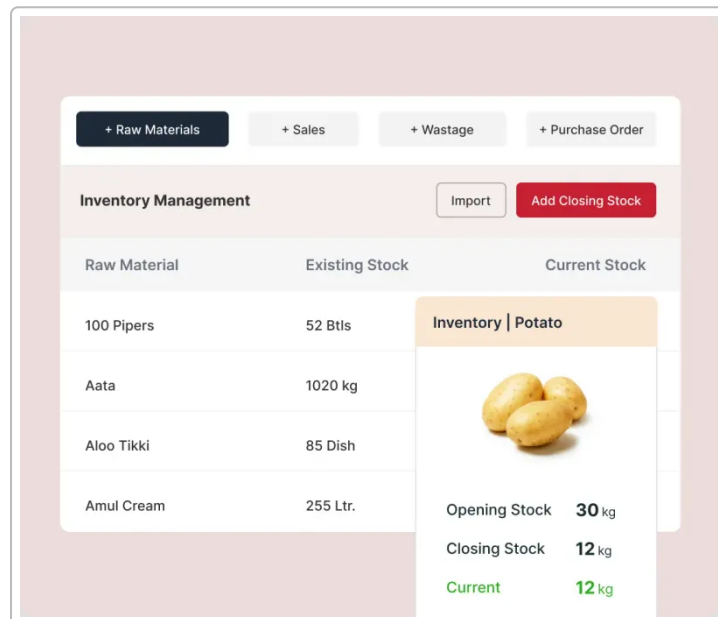 + Raw Materials
+ Sales
+ Wastage
+ Purchase Order
Inventory Management
Import
Add Closing Stock
Raw Material
Existing Stock
Current Stock
100 Pipers
52 Btls
Aata
1020 kg
Aloo Tikki
85 Dish
Amul Cream
255 Ltr.
Inventory | Potato
Opening Stock 30 kg
Closing Stock 12 kg
Current 12 kg